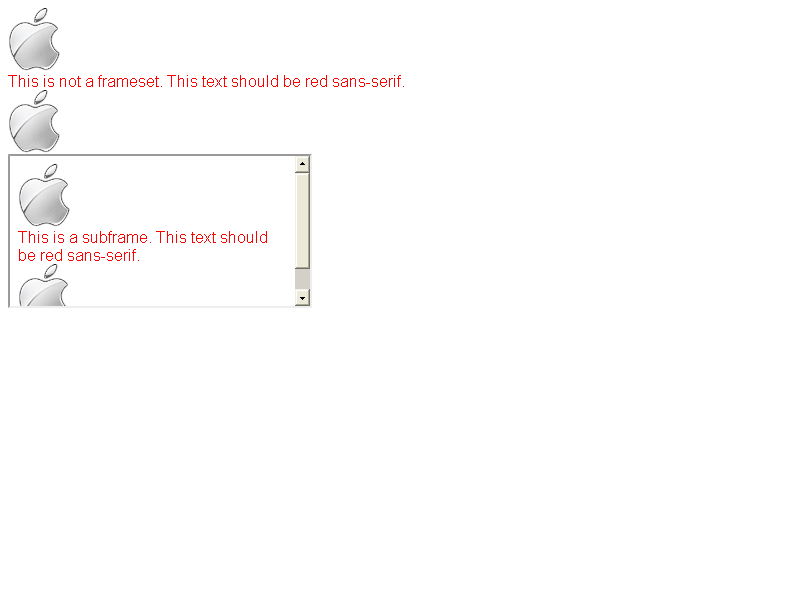 This is not a frameset. This text should be red sans-serif.
This is a subframe. This text should
be red sans-serif.